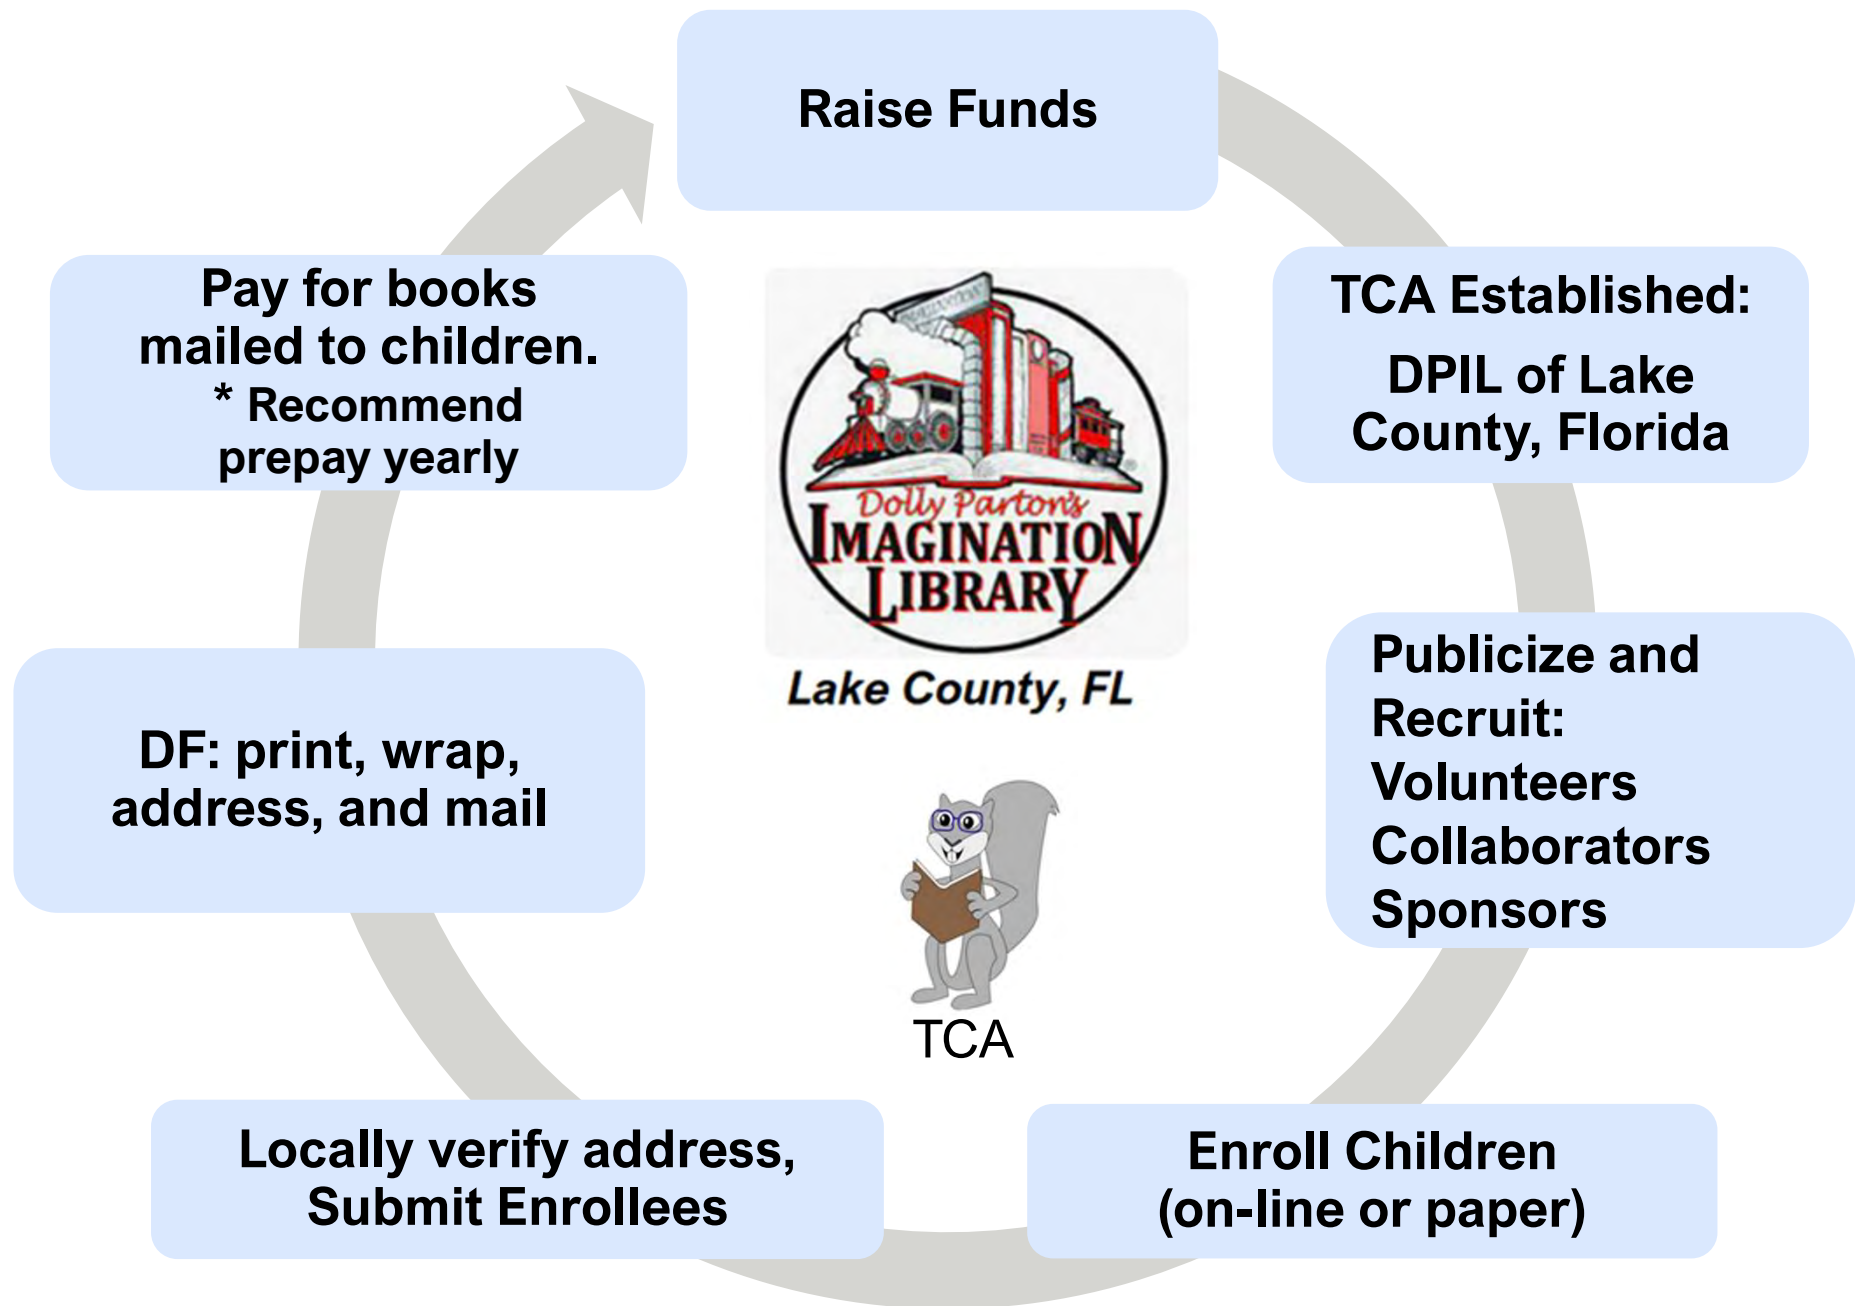 Raise Funds
TCA Established:
DPIL of Lake
County, Florida
Publicize and
Recruit:
Volunteers
Collaborators
Sponsors
Enroll Children
(on-line or paper)
Locally verify address,
Submit Enrollees
DF: print, wrap,
address, and mail
Pay for books
mailed to children.
* Recommend
prepay yearly
Dolly Parton's
IMAGINATION
LIBRARY
®
Lake County, FL
TCA